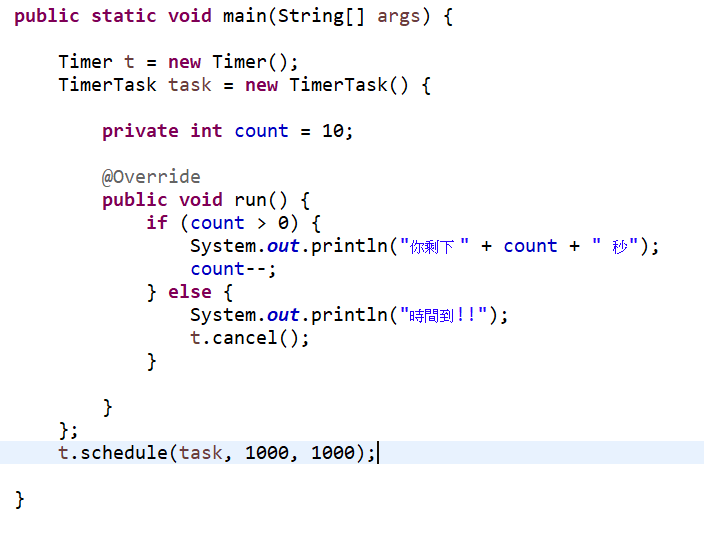 public static void main(String[] args) {
Timer t = new Timer();
TimerTask task = new TimerTask() {
private int count = 10;
@Override
public void run() {
if (count > 0) {
System.out.println("你剩下 " + count + " 秒");
count--;
} else {
System.out.println("時間到!!");
t.cancel();
}
}
};
t.schedule(task, 1000, 1000);
}